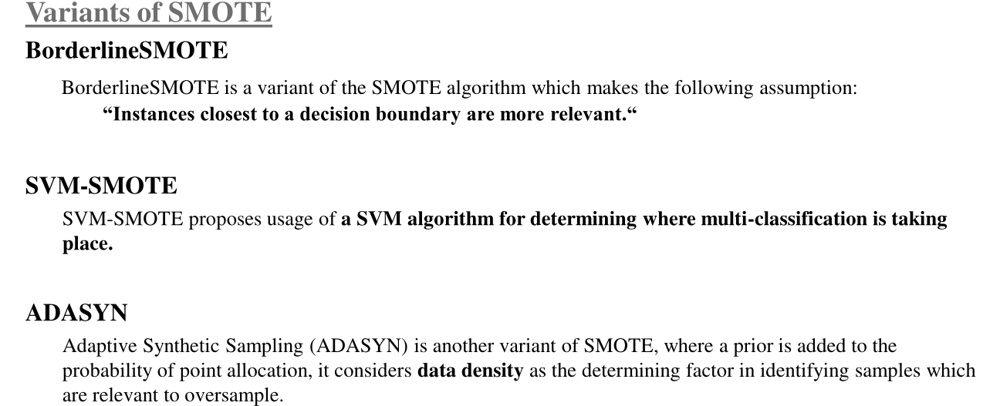 Variants of SMOTE
BorderlineSMOTE
BorderlineSMOTE is a variant of the SMOTE algorithm which makes the following assumption:
“Instances closest to a decision boundary are more relevant.“
SVM-SMOTE
SVM-SMOTE proposes usage of a SVM algorithm for determining where multi-classification is taking
place.
ADASYN
Adaptive Synthetic Sampling (ADASYN) is another variant of SMOTE, where a prior is added to the
probability of point allocation, it considers data density as the determining factor in identifying samples which
are relevant to oversample.